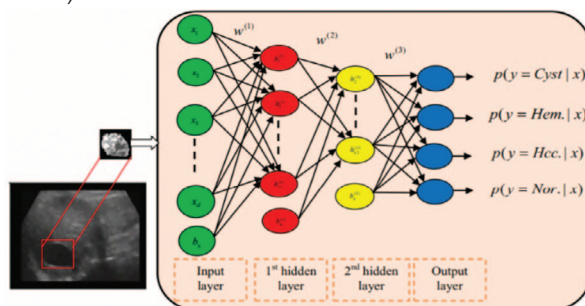 w⁽¹⁾ w⁽²⁾ w⁽³⁾
x₁
x₂
x₃
x_d
b_x
p(y = Cyst | x)
p(y = Hem. | x)
p(y = Hcc. | x)
p(y = Nor. | x)
Input layer
1st hidden layer
2nd hidden layer
Output layer